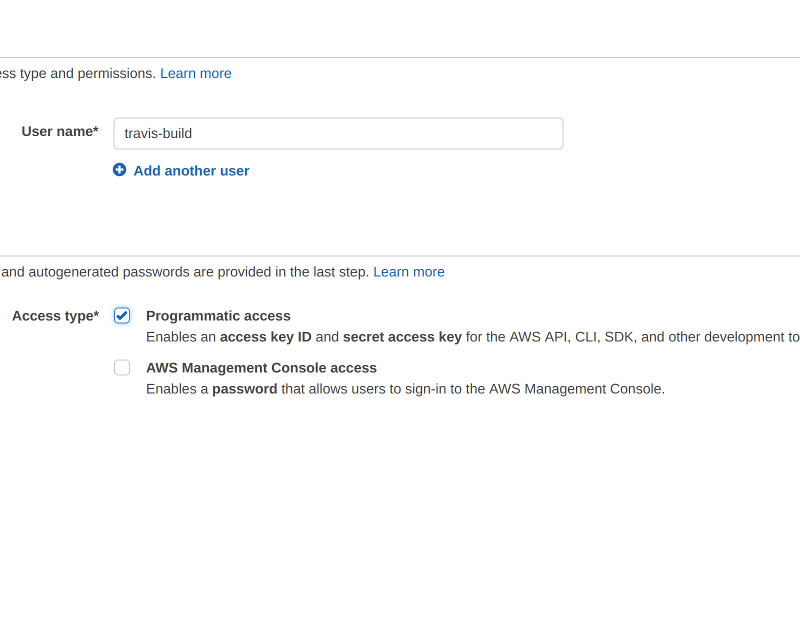 ess type and permissions. Learn more
User name*
travis-build
Add another user
and autogenerated passwords are provided in the last step. Learn more
Access type*
Programmatic access
Enables an access key ID and secret access key for the AWS API, CLI, SDK, and other development to
AWS Management Console access
Enables a password that allows users to sign-in to the AWS Management Console.